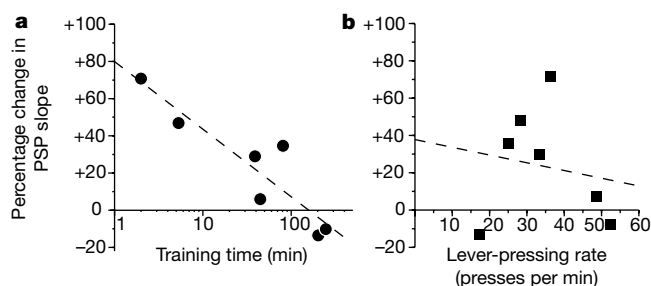 a
Percentage change in
PSP slope
+100
+80
+60
+40
+20
0
−20
1
10
100
Training time (min)
b
+100
+80
+60
+40
+20
0
−20
10 20 30 40 50 60
Lever-pressing rate
(presses per min)